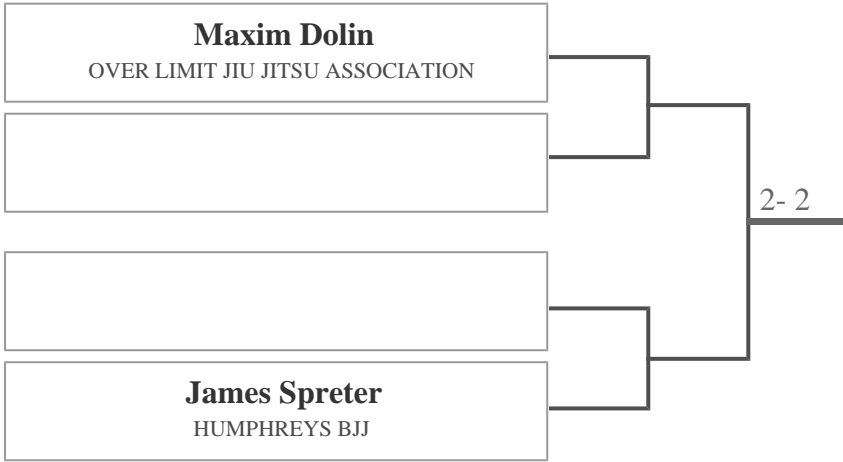 Maxim Dolin
OVER LIMIT JIU JITSU ASSOCIATION
2- 2
James Spreter
HUMPHREYS BJJ